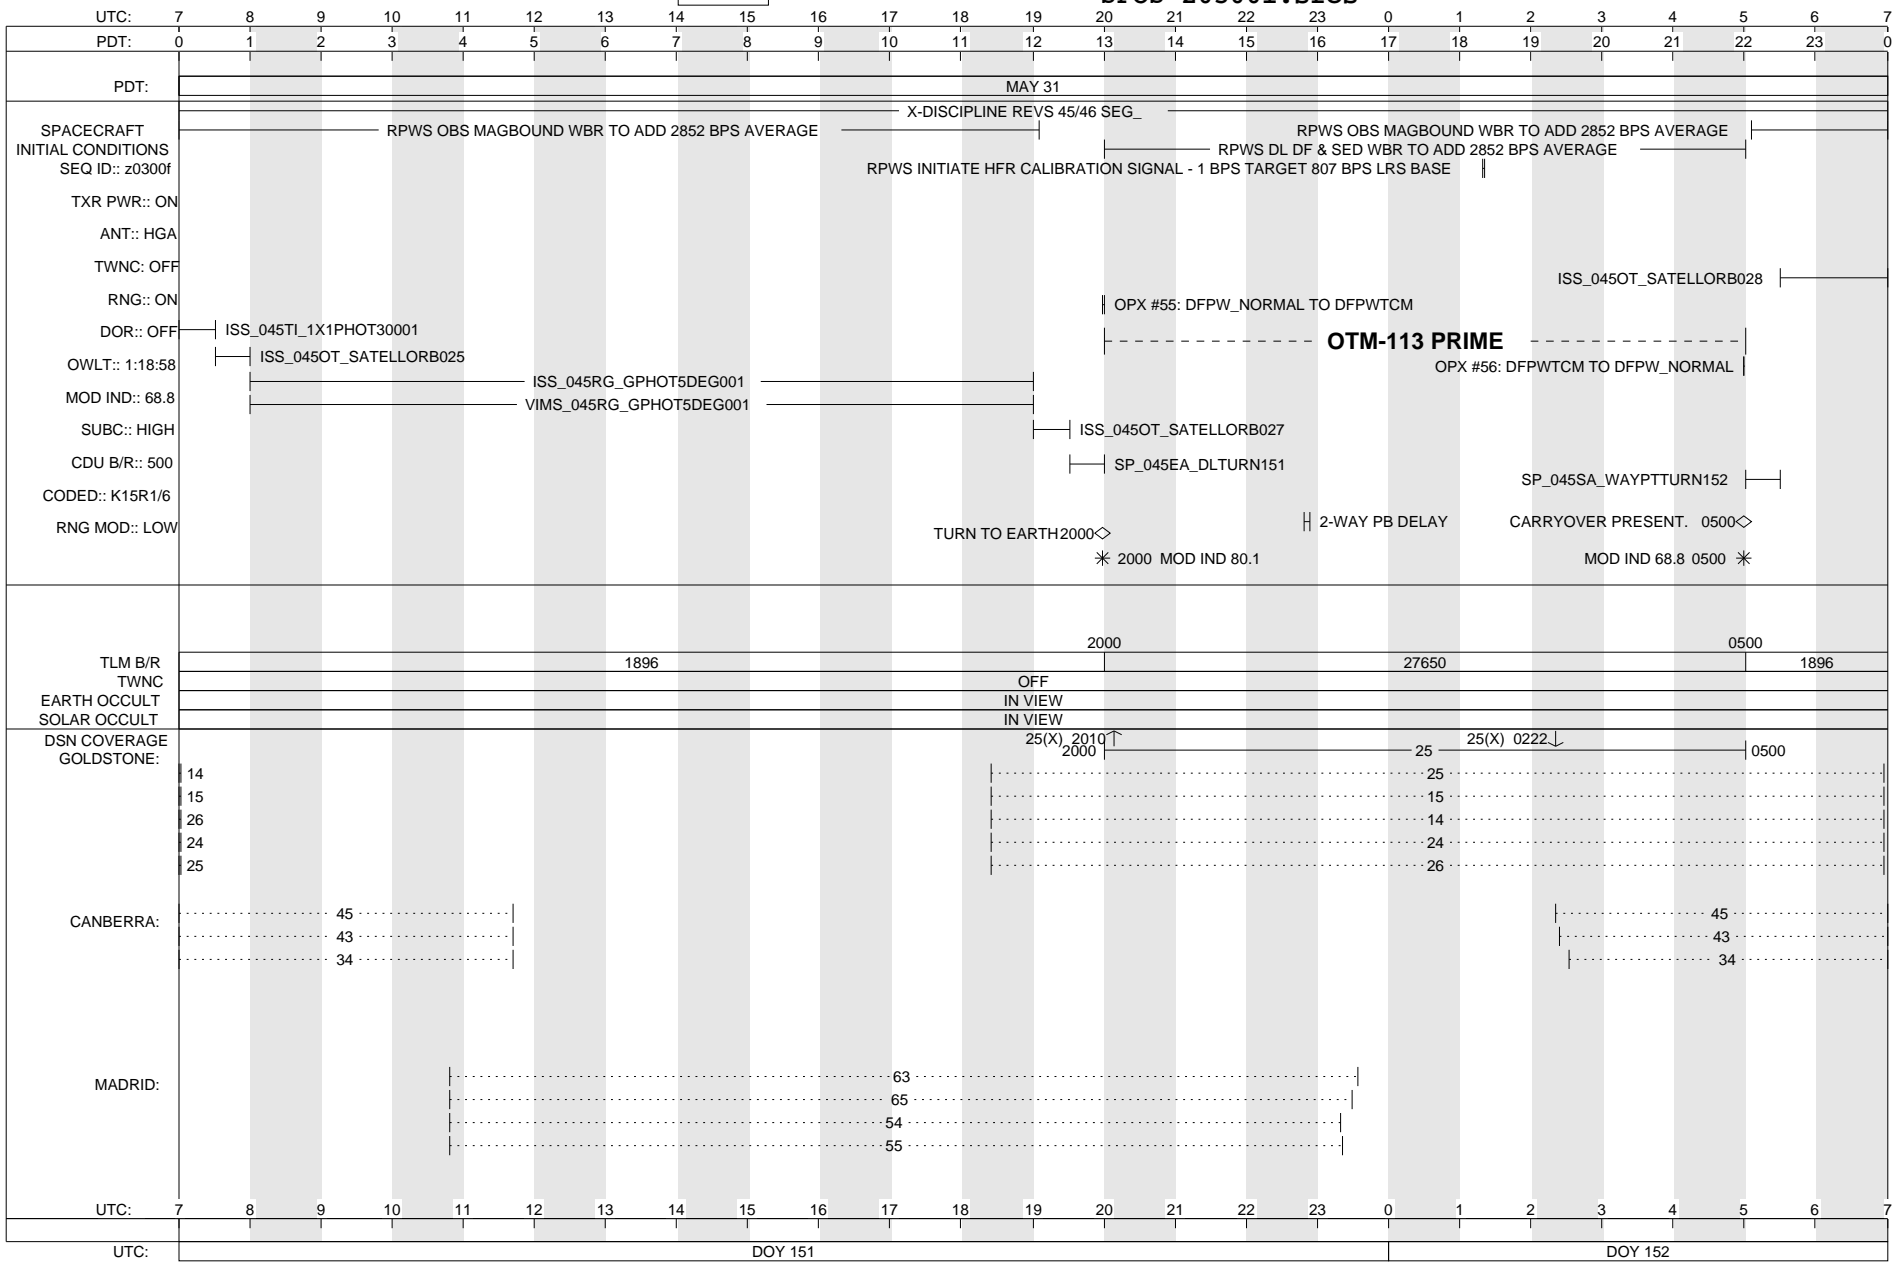 UTC: 7 8 9 10 11 12 13 14 15 16 17 18 19 20 21 22 23 0 1 2 3 4 5 6 7
PDT: 0 1 2 3 4 5 6 7 8 9 10 11 12 13 14 15 16 17 18 19 20 21 22 23 0
PDT: MAY 31
X-DISCIPLINE REVS 45/46 SEG_
SPACECRAFT RPWS OBS MAGBOUND WBR TO ADD 2852 BPS AVERAGE RPWS OBS MAGBOUND WBR TO ADD 2852 BPS AVERAGE
INITIAL CONDITIONS RPWS DL DF & SED WBR TO ADD 2852 BPS AVERAGE
SEQ ID:: z0300f RPWS INITIATE HFR CALIBRATION SIGNAL - 1 BPS TARGET 807 BPS LRS BASE
TXR PWR:: ON
ANT:: HGA
TWNC: OFF
ISS_045OT_SATELLORB028
RNG:: ON OPX #55: DFPW_NORMAL TO DFPWTCM
DOR:: OFF ISS_045TI_1X1PHOT30001
OTM-113 PRIME
ISS_045OT_SATELLORB025
OWLT:: 1:18:58 OPX #56: DFPWTCM TO DFPW_NORMAL
ISS_045RG_GPHOT5DEG001
MOD IND:: 68.8
VIMS_045RG_GPHOT5DEG001
SUBC:: HIGH ISS_045OT_SATELLORB027
CDU B/R:: 500 SP_045EA_DLTURN151
SP_045SA_WAYPTTURN152
CODED:: K15R1/6
RNG MOD:: LOW TURN TO EARTH 2000 2-WAY PB DELAY CARRYOVER PRESENT. 0500
2000 MOD IND 80.1 MOD IND 68.8 0500
2000 0500
TLM B/R 1896 27650 1896
TWNC OFF
EARTH OCCULT IN VIEW
SOLAR OCCULT IN VIEW
DSN COVERAGE 25(X) 2010 25(X) 0222
GOLDSTONE: 2000 25 0500
14 25
15 15
26 14
24 24
25 26
CANBERRA: 45 45
43 43
34 34
MADRID: 63
65
54
55
UTC: 7 8 9 10 11 12 13 14 15 16 17 18 19 20 21 22 23 0 1 2 3 4 5 6 7
UTC: DOY 151 DOY 152